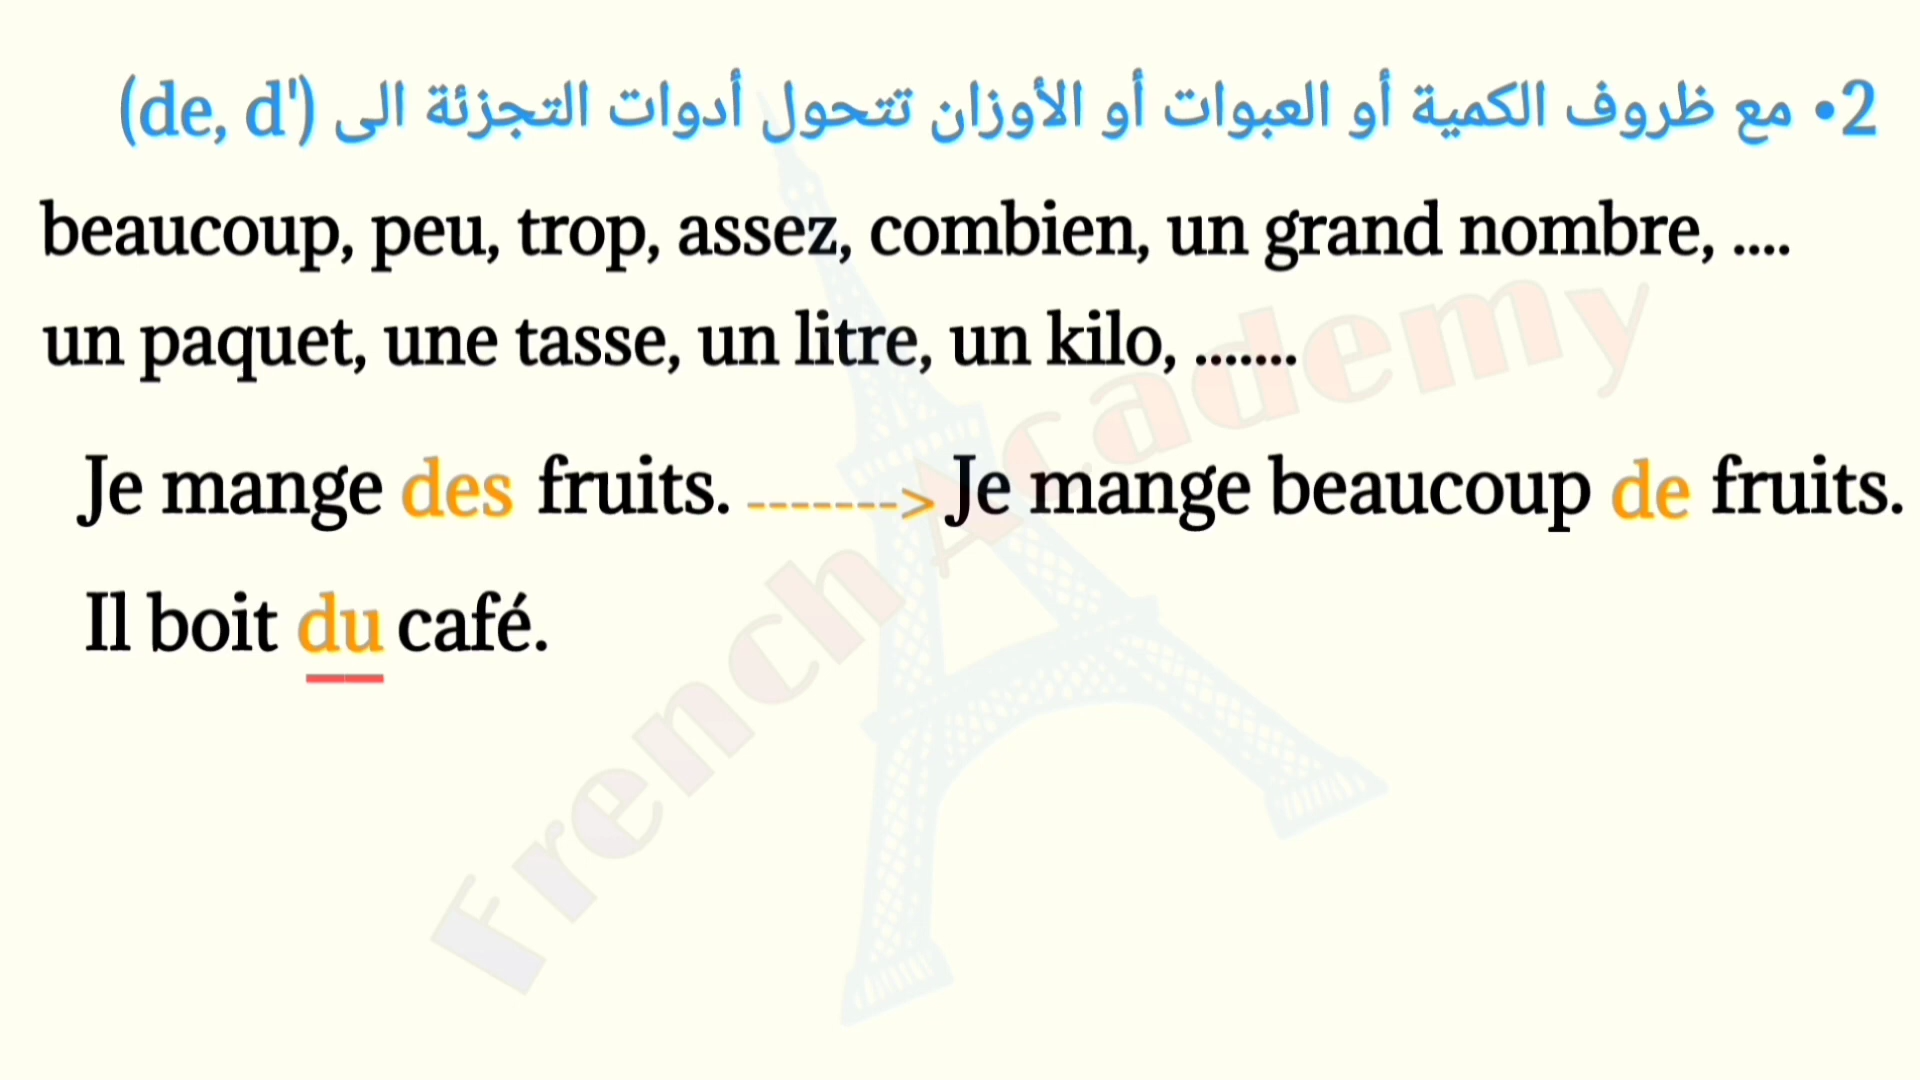 2• مع ظروف الكمية أو العبوات أو الأوزان تتحول أدوات التجزئة الى (de, d')
beaucoup, peu, trop, assez, combien, un grand nombre, ....
un paquet, une tasse, un litre, un kilo, .......
Je mange des fruits. -------> Je mange beaucoup de fruits.
Il boit du café.
French Academy